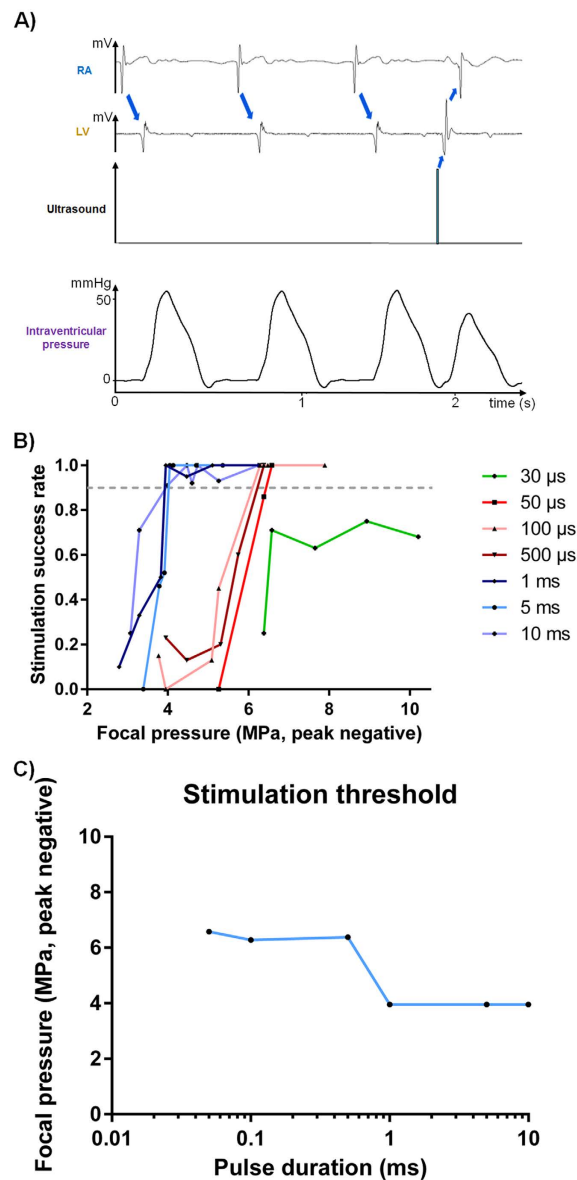 A)
mV
RA
mV
LV
Ultrasound
mmHg
50
Intraventricular
pressure
0
0 1 2 time (s)
B)
Stimulation success rate
1.0
0.8
0.6
0.4
0.2
0.0
2 4 6 8 10
Focal pressure (MPa, peak negative)
30 µs
50 µs
100 µs
500 µs
1 ms
5 ms
10 ms
C)
Stimulation threshold
Focal pressure (MPa, peak negative)
10
8
6
4
2
0
0.01 0.1 1 10
Pulse duration (ms)